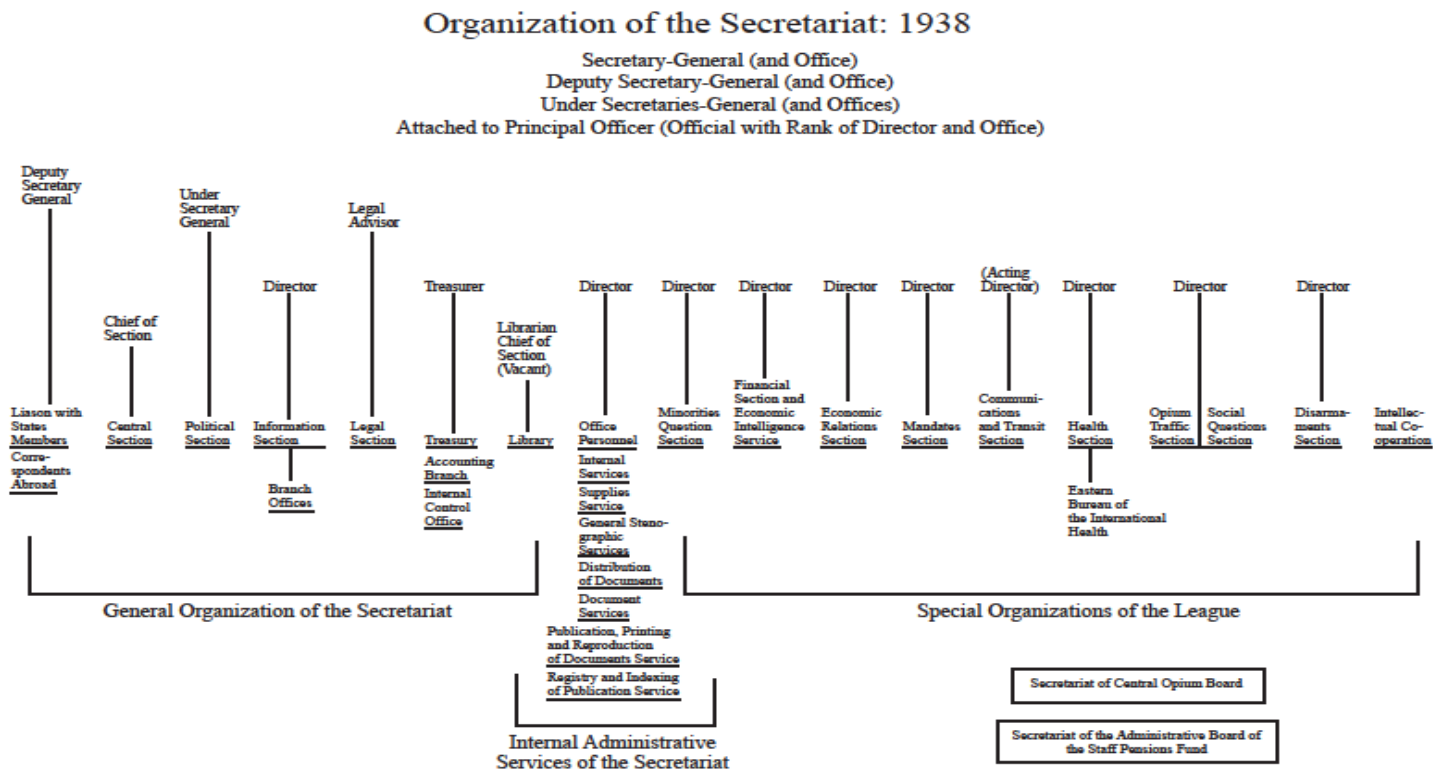 Organization of the Secretariat: 1938
Secretary-General (and Office)
Deputy Secretary-General (and Office)
Under Secretaries-General (and Offices)
Attached to Principal Officer (Official with Rank of Director and Office)
Deputy
Secretary
General
Liason with
States
Members
Corre-
spondents
Abroad
Chief of
Section
Central
Section
Under
Secretary
General
Political
Section
Director
Information
Section
Branch
Offices
Legal
Advisor
Legal
Section
Treasurer
Treasury
Accounting
Branch
Internal
Control
Office
Librarian
Chief of
Section
(Vacant)
Library
General Organization of the Secretariat
Director
Office
Personnel
Internal
Services
Supplies
Service
General Steno-
graphic
Services
Distribution
of Documents
Document
Services
Publication, Printing
and Reproduction
of Documents Service
Registry and Indexing
of Publication Service
Internal Administrative
Services of the Secretariat
Director
Minorities
Question
Section
Director
Financial
Section and
Economic
Intelligence
Service
Director
Economic
Relations
Section
Director
Mandates
Section
(Acting
Director)
Communi-
cations
and Transit
Section
Director
Health
Section
Eastern
Bureau of
the International
Health
Director
Opium
Traffic
Section
Social
Questions
Section
Director
Disarma-
ments
Section
Intellec-
tual Co-
operation
Special Organizations of the League
Secretariat of Central Opium Board
Secretariat of the Administrative Board of
the Staff Pensions Fund